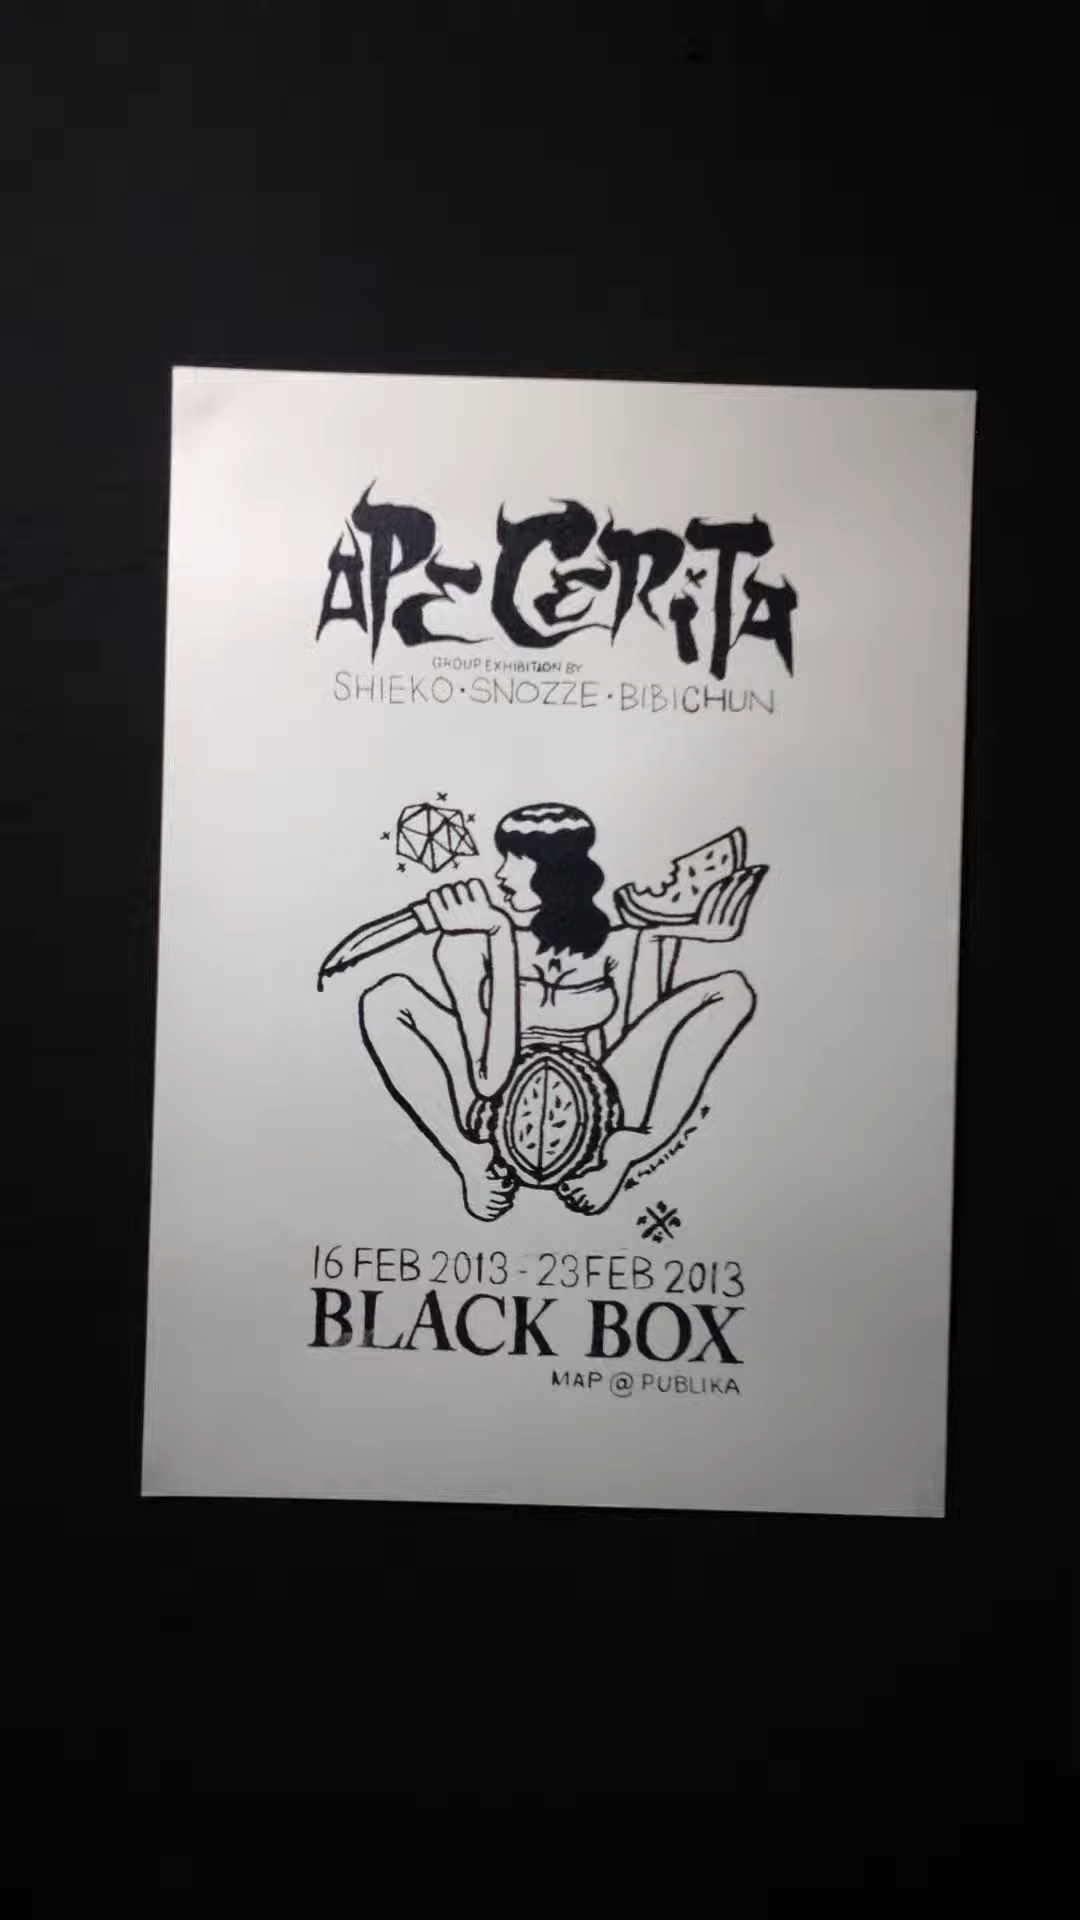 APE CERiTA
GROUP EXHIBITION BY
SHIEKO · SNOZZE · BIBICHUN
16 FEB 2013 - 23 FEB 2013
BLACK BOX
MAP @ PUBLIKA